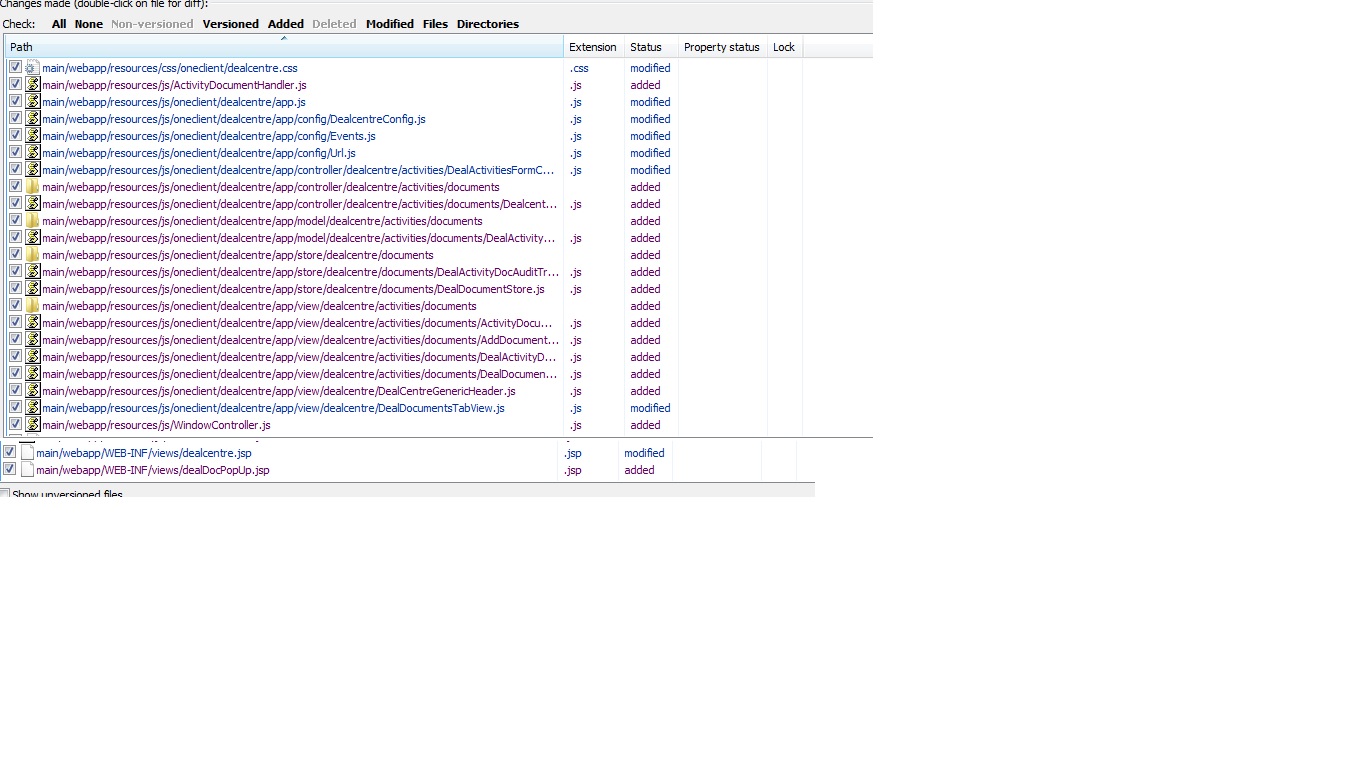 Changes made (double-click on file for diff):
Check: All None Non-versioned Versioned Added Deleted Modified Files Directories
Path Extension Status Property status Lock
main/webapp/resources/css/oneclient/dealcentre.css .css modified
main/webapp/resources/js/ActivityDocumentHandler.js .js added
main/webapp/resources/js/oneclient/dealcentre/app.js .js modified
main/webapp/resources/js/oneclient/dealcentre/app/config/DealcentreConfig.js .js modified
main/webapp/resources/js/oneclient/dealcentre/app/config/Events.js .js modified
main/webapp/resources/js/oneclient/dealcentre/app/config/Url.js .js modified
main/webapp/resources/js/oneclient/dealcentre/app/controller/dealcentre/activities/DealActivitiesFormC... .js modified
main/webapp/resources/js/oneclient/dealcentre/app/controller/dealcentre/activities/documents added
main/webapp/resources/js/oneclient/dealcentre/app/controller/dealcentre/activities/documents/Dealcent... .js added
main/webapp/resources/js/oneclient/dealcentre/app/model/dealcentre/activities/documents added
main/webapp/resources/js/oneclient/dealcentre/app/model/dealcentre/activities/documents/DealActivity... .js added
main/webapp/resources/js/oneclient/dealcentre/app/store/dealcentre/documents added
main/webapp/resources/js/oneclient/dealcentre/app/store/dealcentre/documents/DealActivityDocAuditTr... .js added
main/webapp/resources/js/oneclient/dealcentre/app/store/dealcentre/documents/DealDocumentStore.js .js added
main/webapp/resources/js/oneclient/dealcentre/app/view/dealcentre/activities/documents added
main/webapp/resources/js/oneclient/dealcentre/app/view/dealcentre/activities/documents/ActivityDocu... .js added
main/webapp/resources/js/oneclient/dealcentre/app/view/dealcentre/activities/documents/AddDocument... .js added
main/webapp/resources/js/oneclient/dealcentre/app/view/dealcentre/activities/documents/DealActivityD... .js added
main/webapp/resources/js/oneclient/dealcentre/app/view/dealcentre/activities/documents/DealDocumen... .js added
main/webapp/resources/js/oneclient/dealcentre/app/view/dealcentre/DealCentreGenericHeader.js .js added
main/webapp/resources/js/oneclient/dealcentre/app/view/dealcentre/DealDocumentsTabView.js .js modified
main/webapp/resources/js/WindowController.js .js added
main/webapp/WEB-INF/views/dealcentre.jsp .jsp modified
main/webapp/WEB-INF/views/dealDocPopUp.jsp .jsp added
Show unversioned files